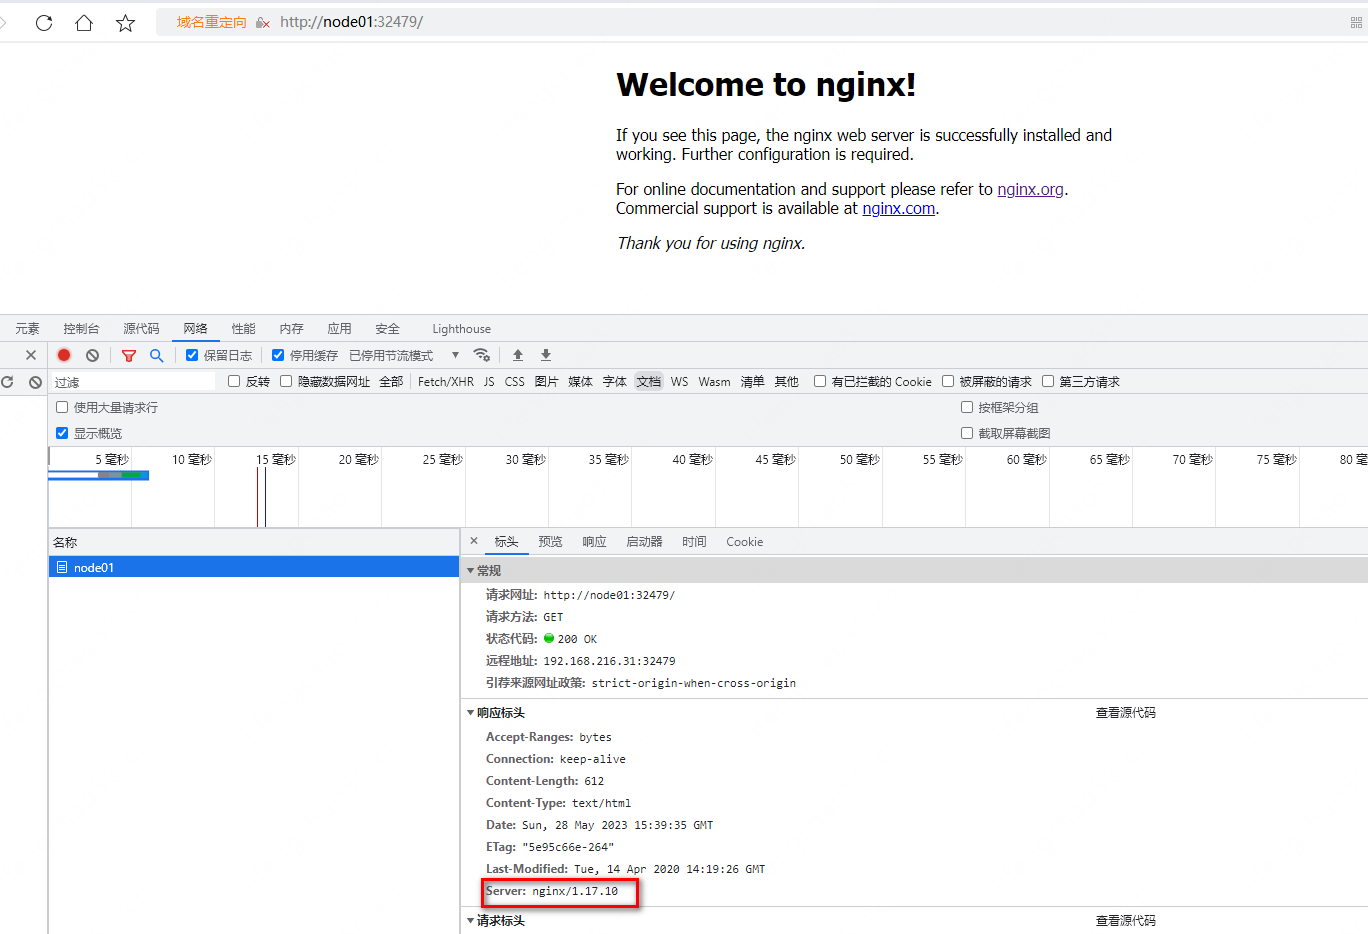 域名重定向 http://node01:32479/
Welcome to nginx!
If you see this page, the nginx web server is successfully installed and
working. Further configuration is required.
For online documentation and support please refer to nginx.org.
Commercial support is available at nginx.com.
Thank you for using nginx.
元素 控制台 源代码 网络 性能 内存 应用 安全 Lighthouse
保留日志 停用缓存 已停用节流模式
过滤 反转 隐藏数据网址 全部 Fetch/XHR JS CSS 图片 媒体 字体 文档 WS Wasm 清单 其他 有已拦截的 Cookie 被屏蔽的请求 第三方请求
使用大量请求行 按框架分组
显示概览 截取屏幕截图
5 毫秒 10 毫秒 15 毫秒 20 毫秒 25 毫秒 30 毫秒 35 毫秒 40 毫秒 45 毫秒 50 毫秒 55 毫秒 60 毫秒 65 毫秒 70 毫秒 75 毫秒 80 毫
名称 标头 预览 响应 启动器 时间 Cookie
node01
常规
请求网址: http://node01:32479/
请求方法: GET
状态代码: 200 OK
远程地址: 192.168.216.31:32479
引荐来源网址政策: strict-origin-when-cross-origin
响应标头 查看源代码
Accept-Ranges: bytes
Connection: keep-alive
Content-Length: 612
Content-Type: text/html
Date: Sun, 28 May 2023 15:39:35 GMT
ETag: "5e95c66e-264"
Last-Modified: Tue, 14 Apr 2020 14:19:26 GMT
Server: nginx/1.17.10
请求标头 查看源代码